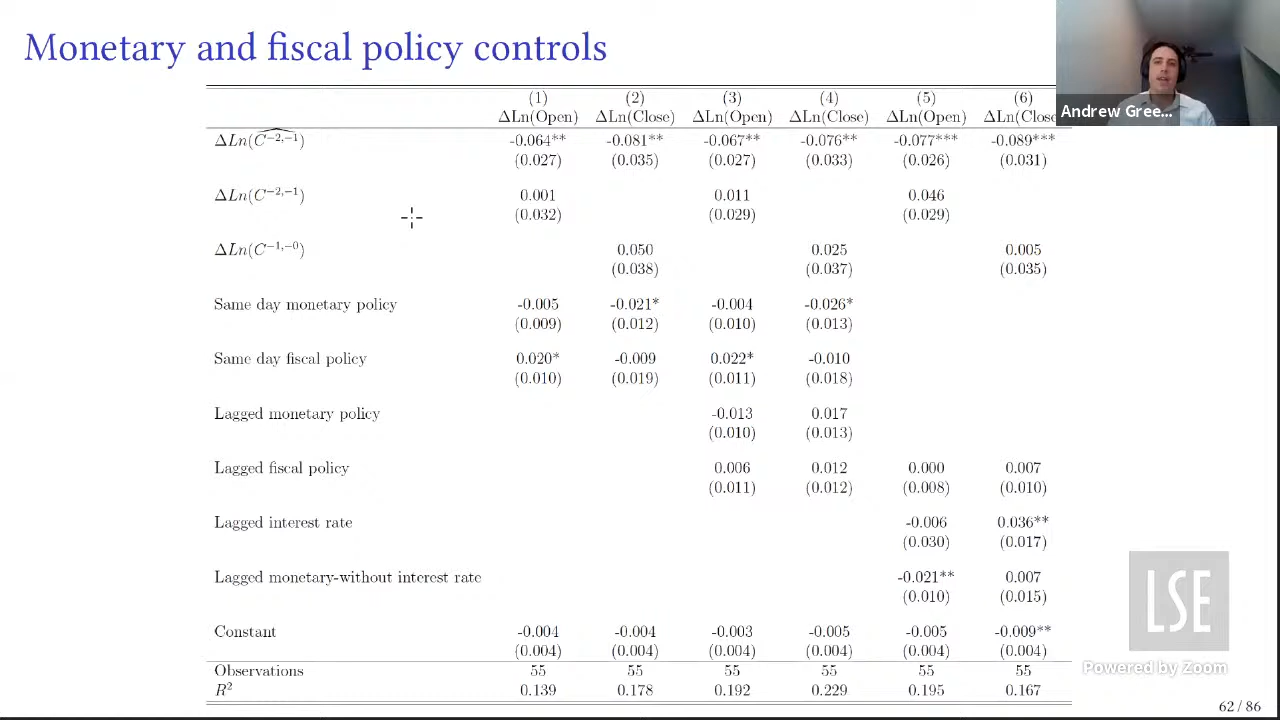 Monetary and fiscal policy controls
(1) (2) (3) (4) (5) (6)
ΔLn(Open) ΔLn(Close) ΔLn(Open) ΔLn(Close) ΔLn(Open) ΔLn(Close
ΔLn(C^{-2,-1}) -0.064** -0.081** -0.067** -0.076** -0.077*** -0.089***
(0.027) (0.035) (0.027) (0.033) (0.026) (0.031)
ΔLn(C^{-2,-1}) 0.001 0.011 0.046
(0.032) (0.029) (0.029)
ΔLn(C^{-1,-0}) 0.050 0.025 0.005
(0.038) (0.037) (0.035)
Same day monetary policy -0.005 -0.021* -0.004 -0.026*
(0.009) (0.012) (0.010) (0.013)
Same day fiscal policy 0.020* -0.009 0.022* -0.010
(0.010) (0.019) (0.011) (0.018)
Lagged monetary policy -0.013 0.017
(0.010) (0.013)
Lagged fiscal policy 0.006 0.012 0.000 0.007
(0.011) (0.012) (0.008) (0.010)
Lagged interest rate -0.006 0.036**
(0.030) (0.017)
Lagged monetary-without interest rate -0.021** 0.007
(0.010) (0.015)
Constant -0.004 -0.004 -0.003 -0.005 -0.005 -0.009**
(0.004) (0.004) (0.004) (0.004) (0.004) (0.004)
Observations 55 55 55 55 55 55
R² 0.139 0.178 0.192 0.229 0.195 0.167
Andrew Gree...
LSE
Powered by Zoom
62 / 86